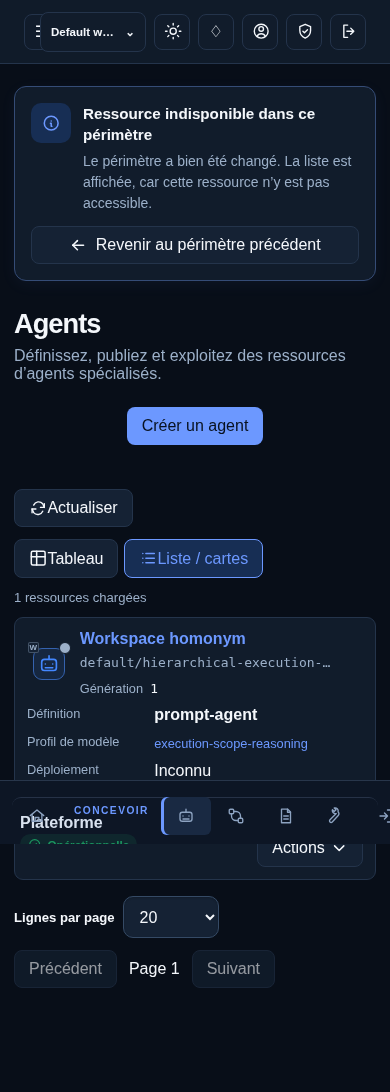 Default w…
Ressource indisponible dans ce
périmètre
Le périmètre a bien été changé. La liste est
affichée, car cette ressource n’y est pas
accessible.
Revenir au périmètre précédent
Agents
Définissez, publiez et exploitez des ressources
d’agents spécialisés.
Créer un agent
Actualiser
Tableau
Liste / cartes
1 ressources chargées
W
Workspace homonym
default/hierarchical-execution-…
Génération 1
Définition
prompt-agent
Profil de modèle
execution-scope-reasoning
Déploiement
Inconnu
CONCEVOIR
Plateforme
Opérationnelle
Actions
Lignes par page
20
Précédent
Page 1
Suivant